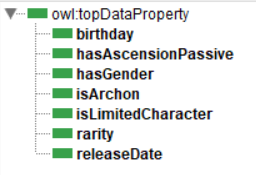 owl:topDataProperty
birthday
hasAscensionPassive
hasGender
isArchon
isLimitedCharacter
rarity
releaseDate